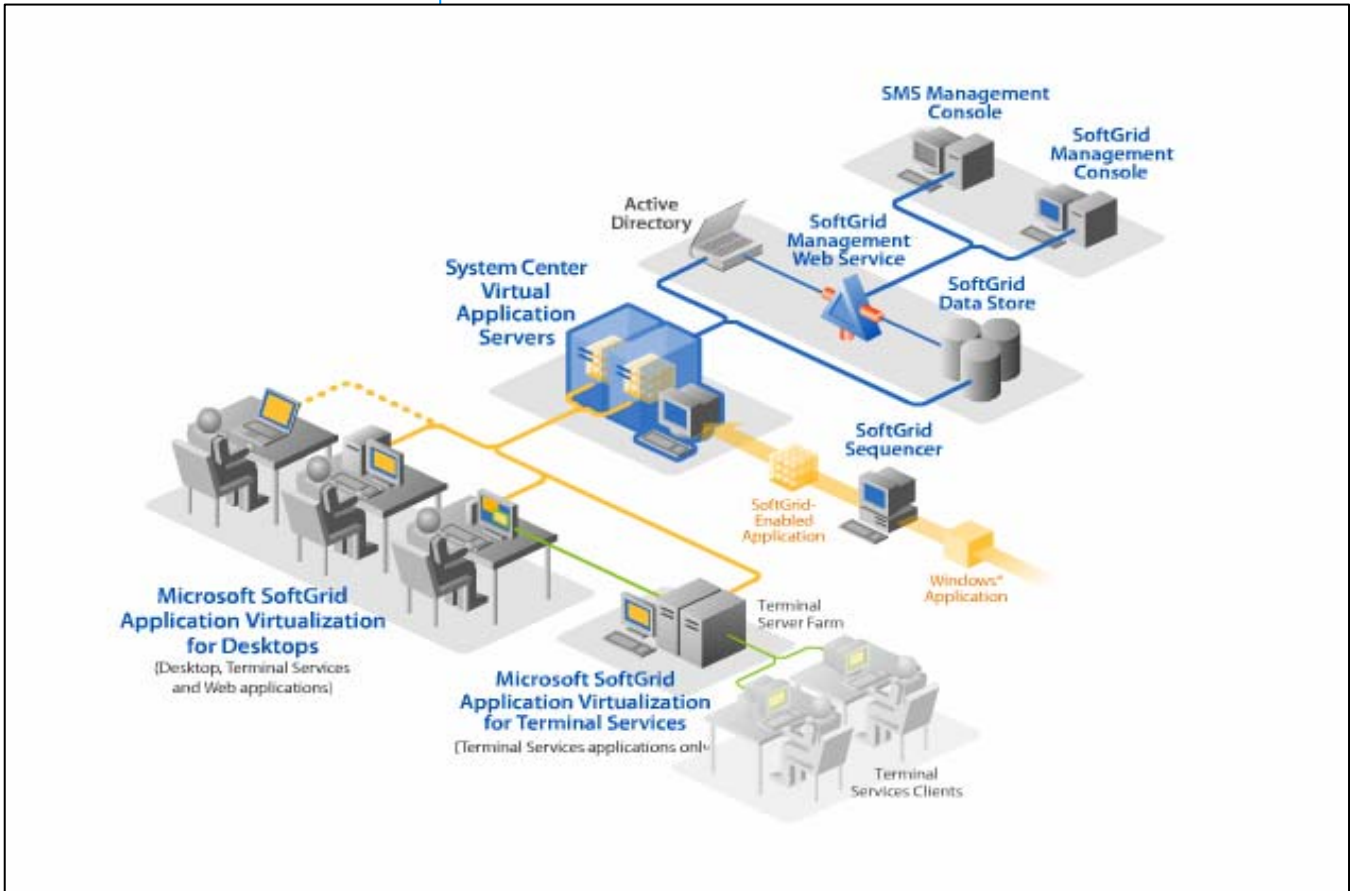 SMS Management
Console
SoftGrid
Management
Console
Active
Directory
SoftGrid
Management
Web Service
System Center
Virtual
Application
Servers
SoftGrid
Data Store
SoftGrid
Sequencer
SoftGrid-
Enabled
Application
Windows®
Application
Microsoft SoftGrid
Application Virtualization
for Desktops
(Desktop, Terminal Services
and Web applications)
Terminal
Server Farm
Microsoft SoftGrid
Application Virtualization
for Terminal Services
(Terminal Services applications only
Terminal
Services Clients